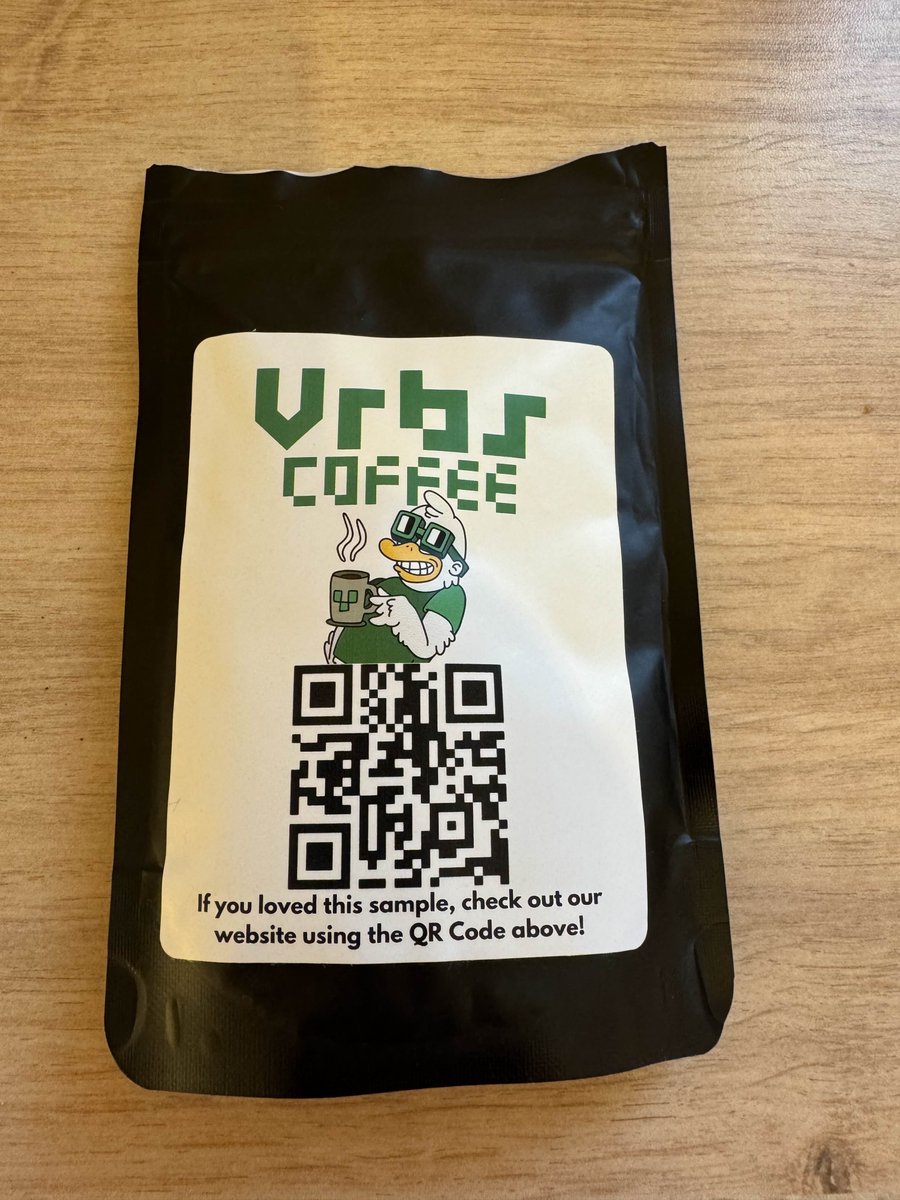 Vrbs
COFFEE
If you loved this sample, check out our
website using the QR Code above!